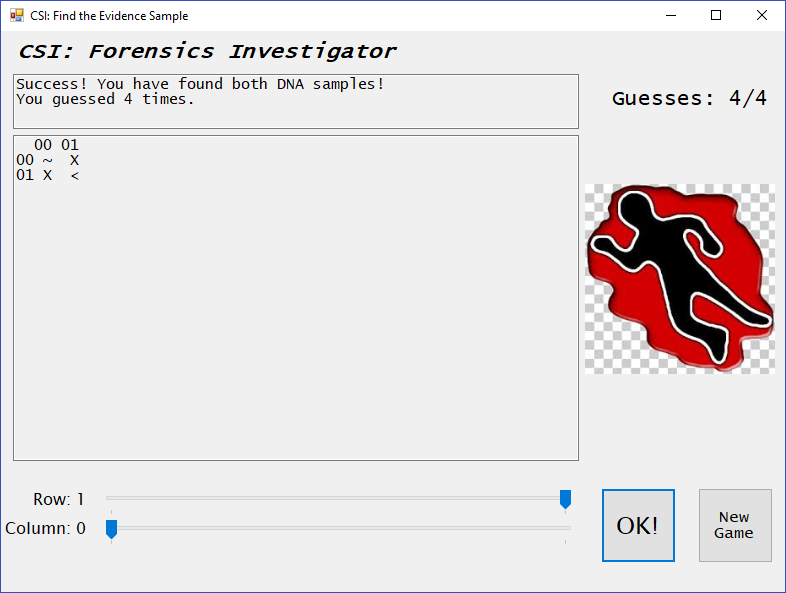 CSI: Find the Evidence Sample
CSI: Forensics Investigator
Success! You have found both DNA samples!
You guessed 4 times.
Guesses: 4/4
00 01
00 ~ X
01 X <
Row: 1
Column: 0
OK!
New
Game